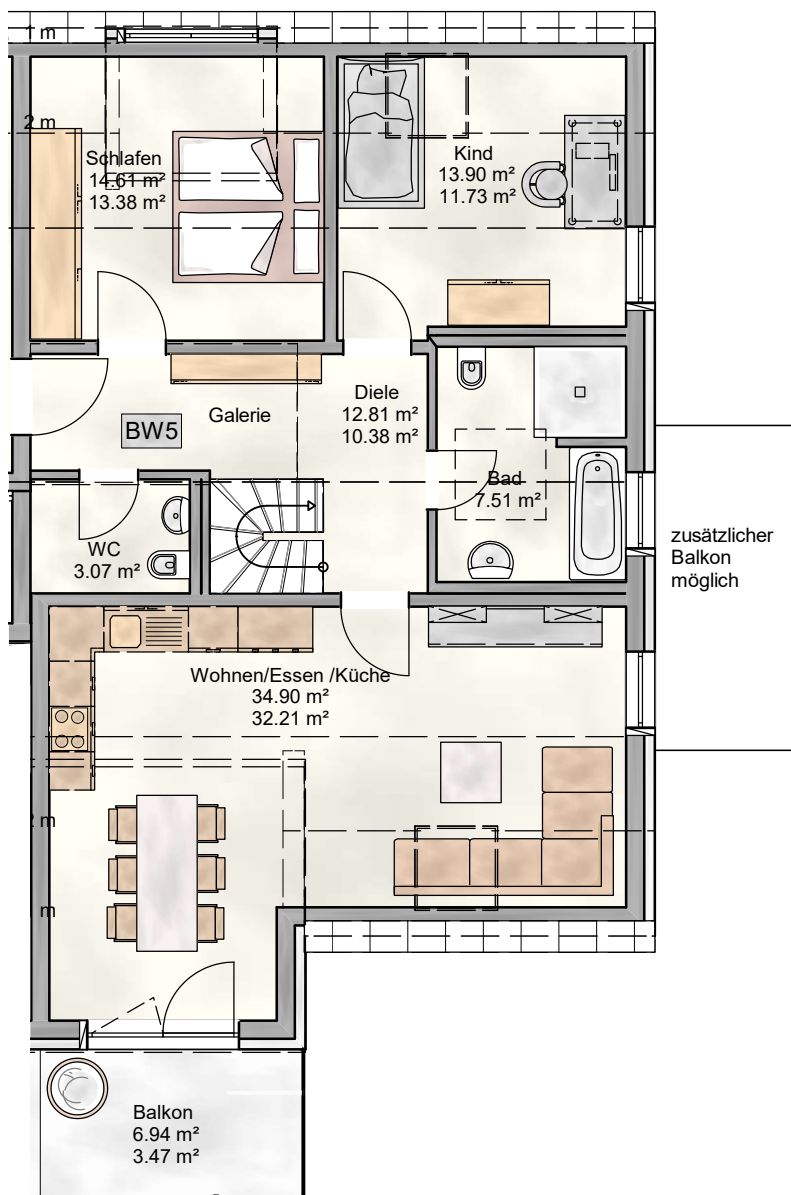 1 m
2 m
Schlafen
14.61 m²
13.38 m²
Kind
13.90 m²
11.73 m²
Diele
12.81 m²
10.38 m²
Galerie
BW5
Bad
7.51 m²
WC
3.07 m²
zusätzlicher
Balkon
möglich
Wohnen/Essen /Küche
34.90 m²
32.21 m²
2 m
m
Balkon
6.94 m²
3.47 m²